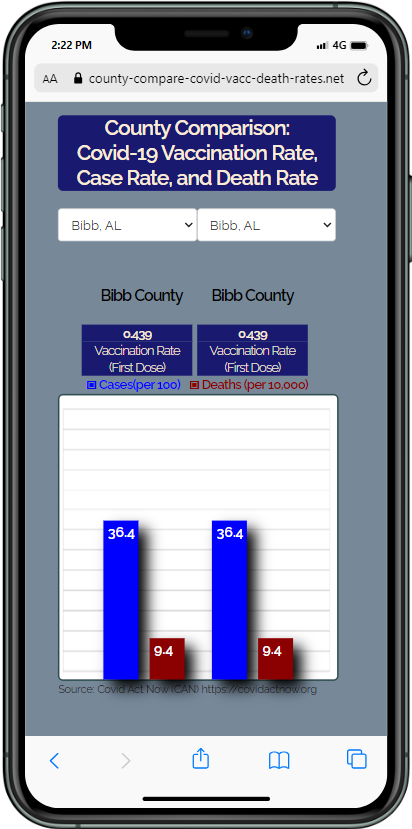 2:22 PM 4G
AA county-compare-covid-vacc-death-rates.net
County Comparison:
Covid-19 Vaccination Rate,
Case Rate, and Death Rate
Bibb, AL Bibb, AL
Bibb County Bibb County
0.439 0.439
Vaccination Rate Vaccination Rate
(First Dose) (First Dose)
Cases(per 100) Deaths (per 10,000)
36.4 36.4
9.4 9.4
Source: Covid Act Now (CAN) https://covidactnow.org